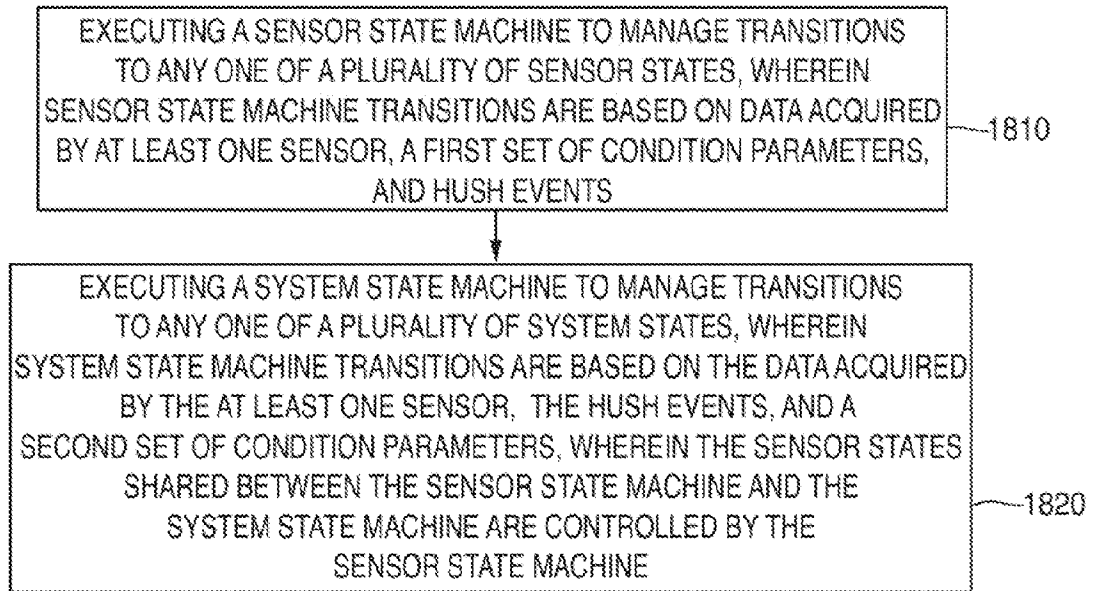 EXECUTING A SENSOR STATE MACHINE TO MANAGE TRANSITIONS
TO ANY ONE OF A PLURALITY OF SENSOR STATES, WHEREIN
SENSOR STATE MACHINE TRANSITIONS ARE BASED ON DATA ACQUIRED
BY AT LEAST ONE SENSOR, A FIRST SET OF CONDITION PARAMETERS,
AND HUSH EVENTS
1810
EXECUTING A SYSTEM STATE MACHINE TO MANAGE TRANSITIONS
TO ANY ONE OF A PLURALITY OF SYSTEM STATES, WHEREIN
SYSTEM STATE MACHINE TRANSITIONS ARE BASED ON THE DATA ACQUIRED
BY THE AT LEAST ONE SENSOR, THE HUSH EVENTS, AND A
SECOND SET OF CONDITION PARAMETERS, WHEREIN THE SENSOR STATES
SHARED BETWEEN THE SENSOR STATE MACHINE AND THE
SYSTEM STATE MACHINE ARE CONTROLLED BY THE
SENSOR STATE MACHINE
1820